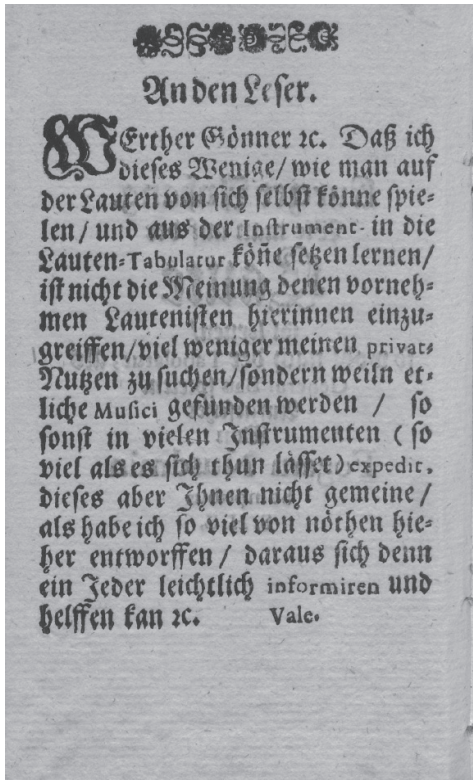 An den Leser.
WErther Gönner ꝛc. Daß ich
dieses Wenige/ wie man auf
der Lauten von sich selbst könne spie-
len/ und aus der Instrument- in die
Lauten-Tabulatur köñe setzen lernen/
ist nicht die Meinung denen vorneh-
men Lautenisten hierinnen einzu-
greiffen/ viel weniger meinen privat-
Nutzen zu suchen/ sondern weiln et-
liche Musici gefunden werden / so
sonst in vielen Instrumenten ( so
viel als es sich thun lässet) expedit,
dieses aber Ihnen nicht gemeine/
als habe ich so viel von nöthen hie-
her entworffen/ daraus sich denn
ein Jeder leichtlich informiren und
helffen kan ꝛc. Vale.